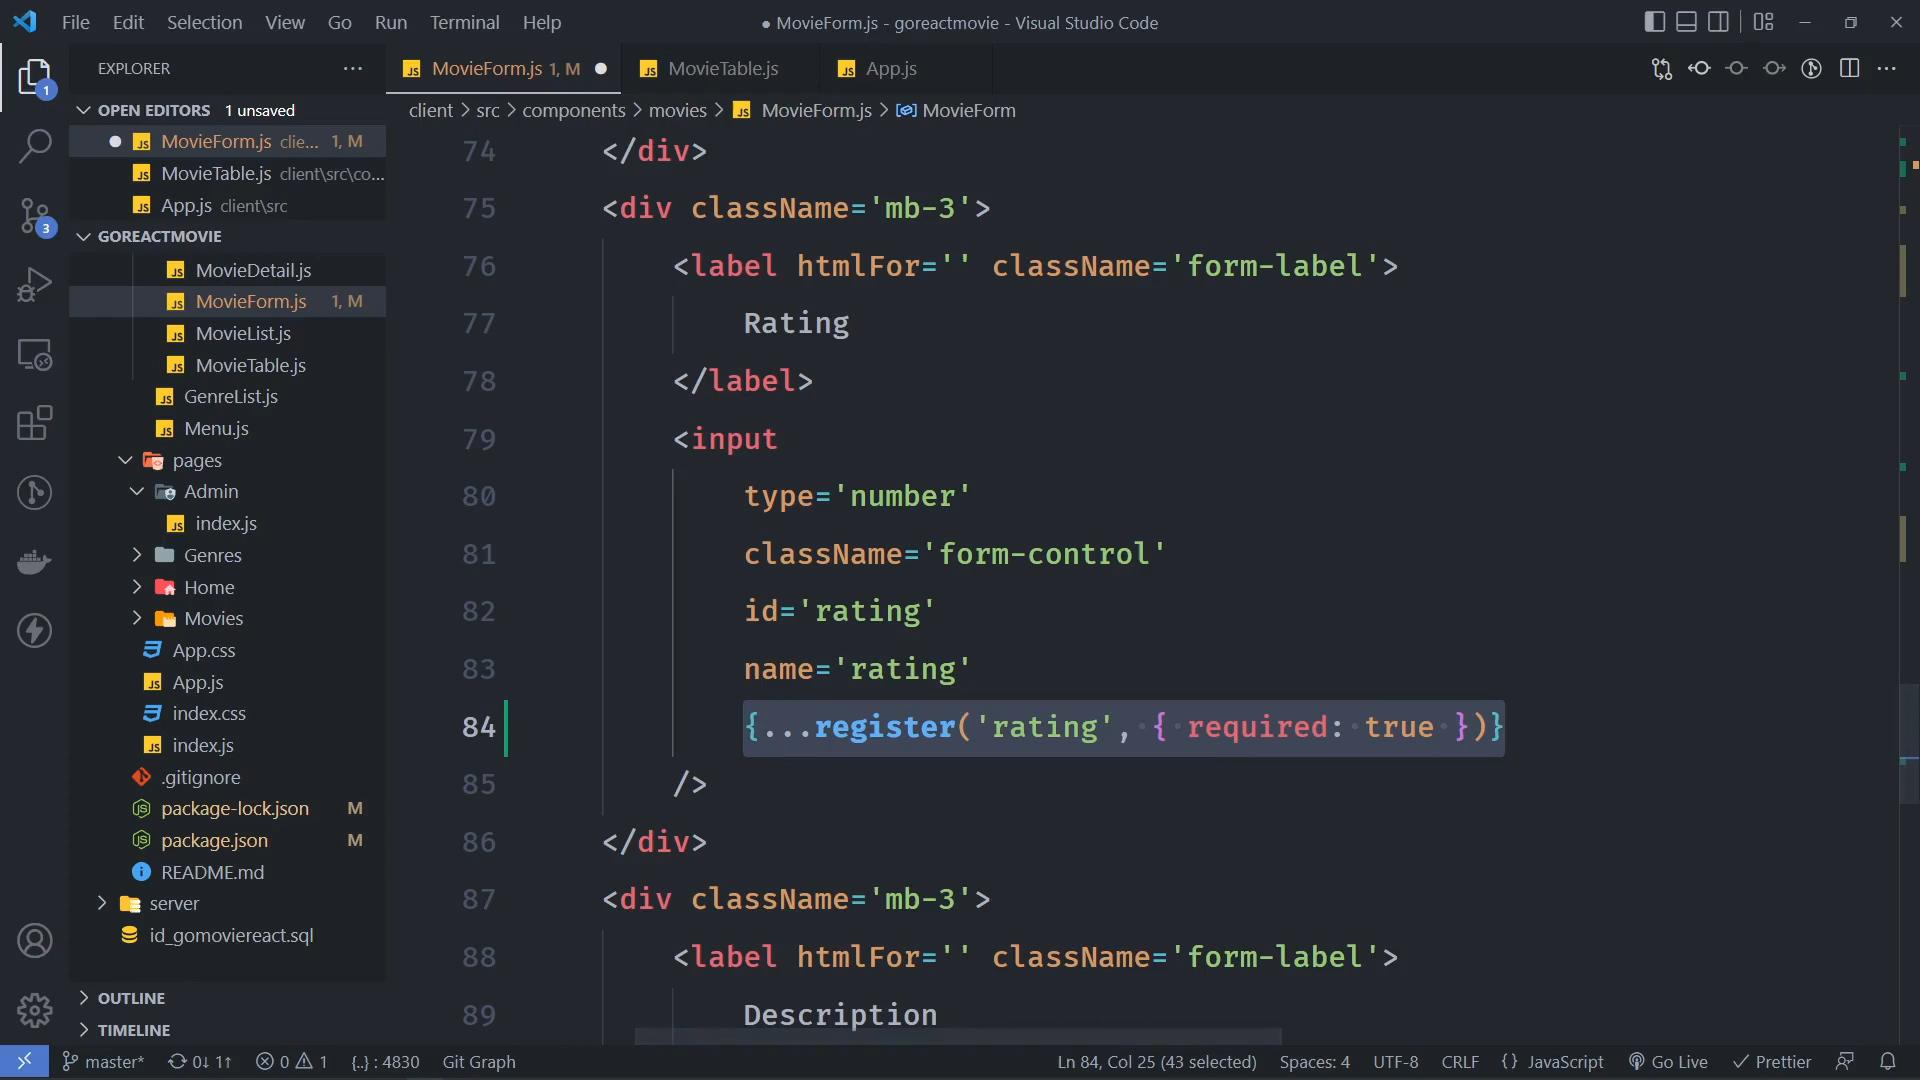 File Edit Selection View Go Run Terminal Help
● MovieForm.js - goreactmovie - Visual Studio Code
EXPLORER
OPEN EDITORS 1 unsaved
MovieForm.js clie... 1, M
MovieTable.js client\src\co...
App.js client\src
GOREACTMOVIE
MovieDetail.js
MovieForm.js 1, M
MovieList.js
MovieTable.js
GenreList.js
Menu.js
pages
Admin
index.js
Genres
Home
Movies
App.css
App.js
index.css
index.js
.gitignore
package-lock.json M
package.json M
README.md
server
id_gomoviereact.sql
OUTLINE
TIMELINE
1
3
MovieForm.js 1, M
MovieTable.js
App.js
client > src > components > movies > MovieForm.js > MovieForm
74 </div>
75 <div className='mb-3'>
76 <label htmlFor='' className='form-label'>
77 Rating
78 </label>
79 <input
80 type='number'
81 className='form-control'
82 id='rating'
83 name='rating'
84 {...register('rating', { required: true })}
85 />
86 </div>
87 <div className='mb-3'>
88 <label htmlFor='' className='form-label'>
89 Description
master* 0↓ 1↑ 0 1 {..} : 4830 Git Graph
Ln 84, Col 25 (43 selected) Spaces: 4 UTF-8 CRLF {} JavaScript Go Live Prettier